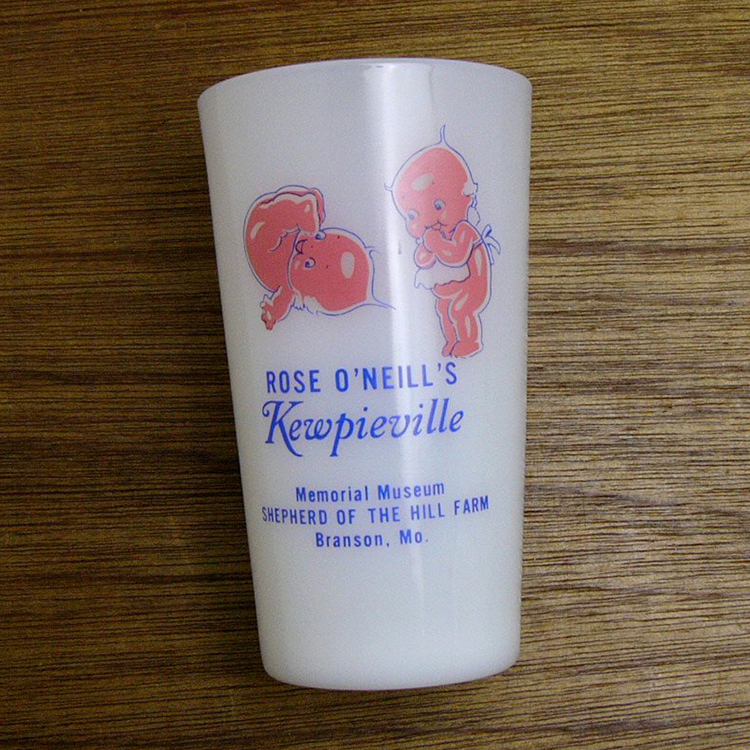 ROSE O'NEILL'S
Kewpieville
Memorial Museum
SHEPHERD OF THE HILL FARM
Branson, Mo.